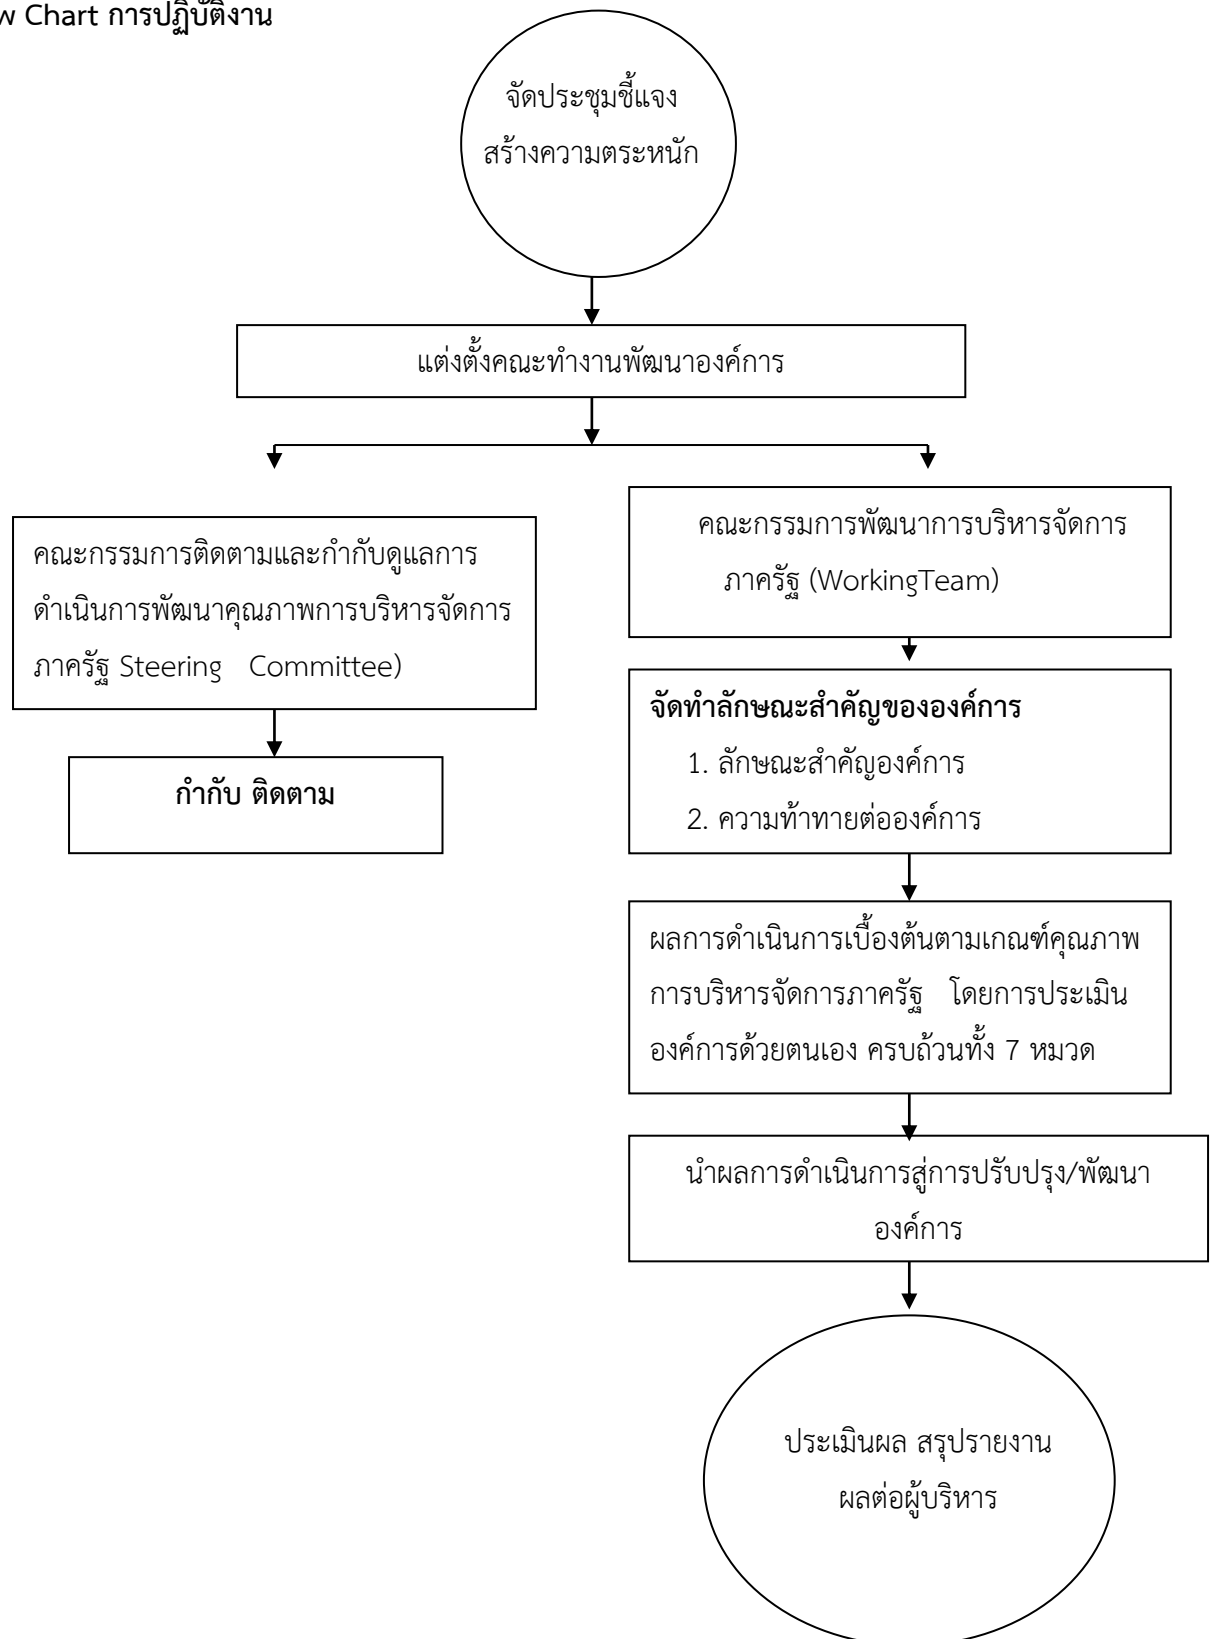 w Chart การปฏิบัติงาน
จัดประชุมชี้แจง
สร้างความตระหนัก
แต่งตั้งคณะทำงานพัฒนาองค์การ
คณะกรรมการติดตามและกำกับดูแลการ
ดำเนินการพัฒนาคุณภาพการบริหารจัดการ
ภาครัฐ Steering Committee)
กำกับ ติดตาม
คณะกรรมการพัฒนาการบริหารจัดการ
ภาครัฐ (WorkingTeam)
จัดทำลักษณะสำคัญขององค์การ
1. ลักษณะสำคัญองค์การ
2. ความท้าทายต่อองค์การ
ผลการดำเนินการเบื้องต้นตามเกณฑ์คุณภาพ
การบริหารจัดการภาครัฐ โดยการประเมิน
องค์การด้วยตนเอง ครบถ้วนทั้ง 7 หมวด
นำผลการดำเนินการสู่การปรับปรุง/พัฒนา
องค์การ
ประเมินผล สรุปรายงาน
ผลต่อผู้บริหาร